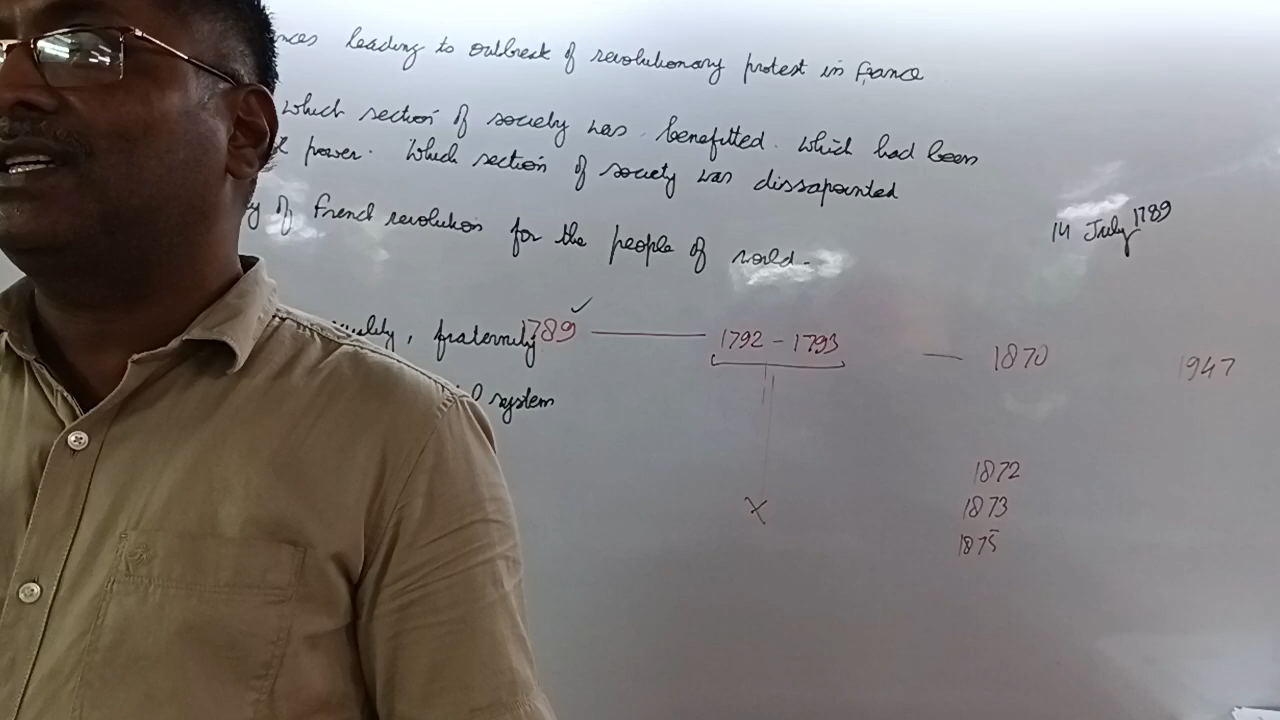 leading to outbreak of revolutionary protest in France
which section of society was benefitted. which had been
power. Which section of society was dissapointed
of French revolution for the people of world.
14 July 1789
, fraternity
1789 ✓ — 1792 - 1793 — 1870 1947
system
1872
X 1873
1875